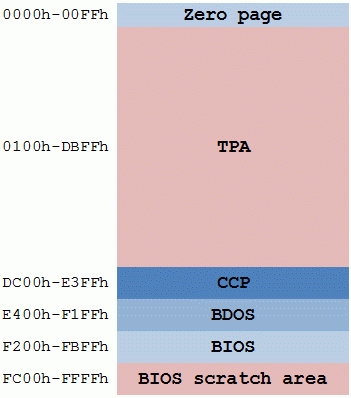 0000h-00FFh Zero page
0100h-DBFFh TPA
DC00h-E3FFh CCP
E400h-F1FFh BDOS
F200h-FBFFh BIOS
FC00h-FFFFh BIOS scratch area